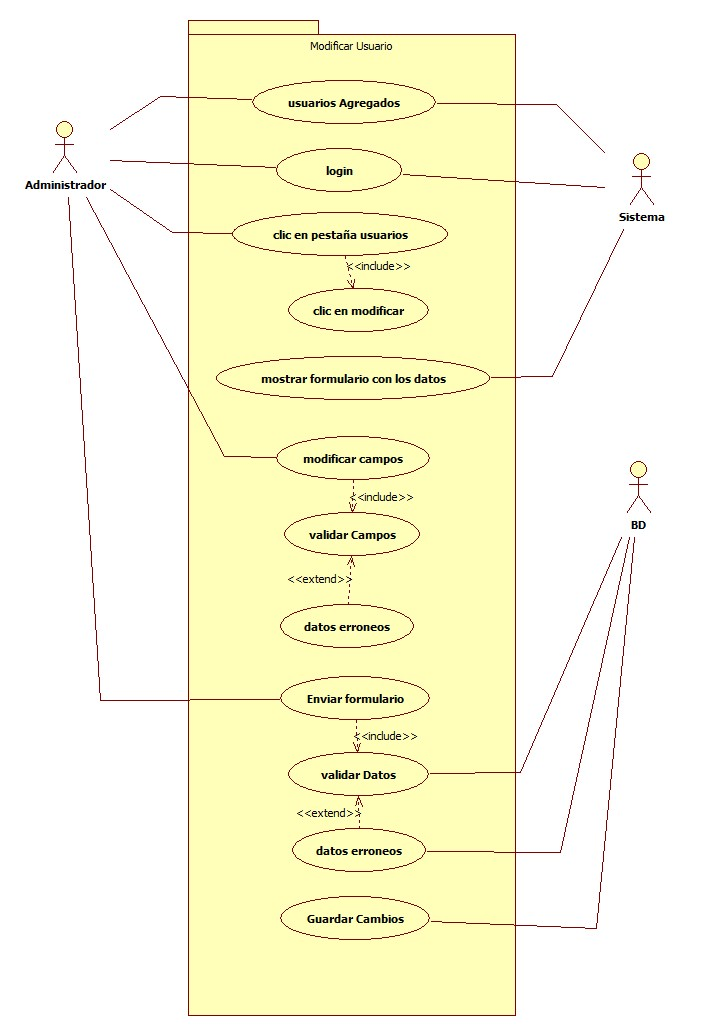 Modificar Usuario
usuarios Agregados
Administrador
login
Sistema
clic en pestaña usuarios
<<include>>
clic en modificar
mostrar formulario con los datos
modificar campos
<<include>>
BD
validar Campos
<<extend>>
datos erroneos
Enviar formulario
<<include>>
validar Datos
<<extend>>
datos erroneos
Guardar Cambios